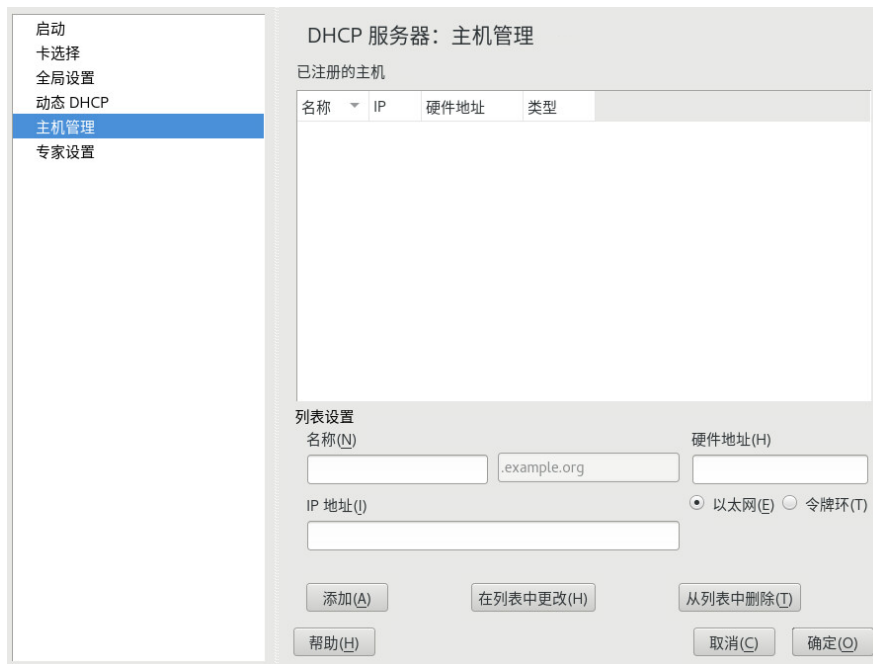 启动
卡选择
全局设置
动态 DHCP
主机管理
专家设置
DHCP 服务器：主机管理
已注册的主机
名称 IP 硬件地址 类型
列表设置
名称(N) 硬件地址(H)
.example.org
IP 地址(I) 以太网(E) 令牌环(T)
添加(A) 在列表中更改(H) 从列表中删除(T)
帮助(H) 取消(C) 确定(O)